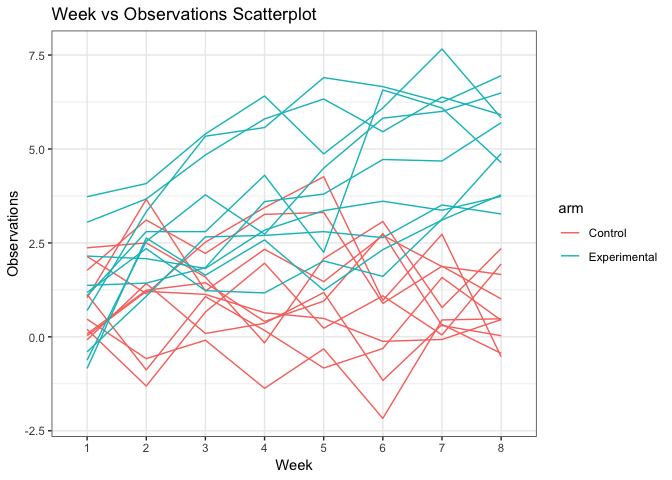 Week vs Observations Scatterplot
7.5
5.0
2.5
0.0
-2.5
Observations
1 2 3 4 5 6 7 8
Week
arm
Control
Experimental